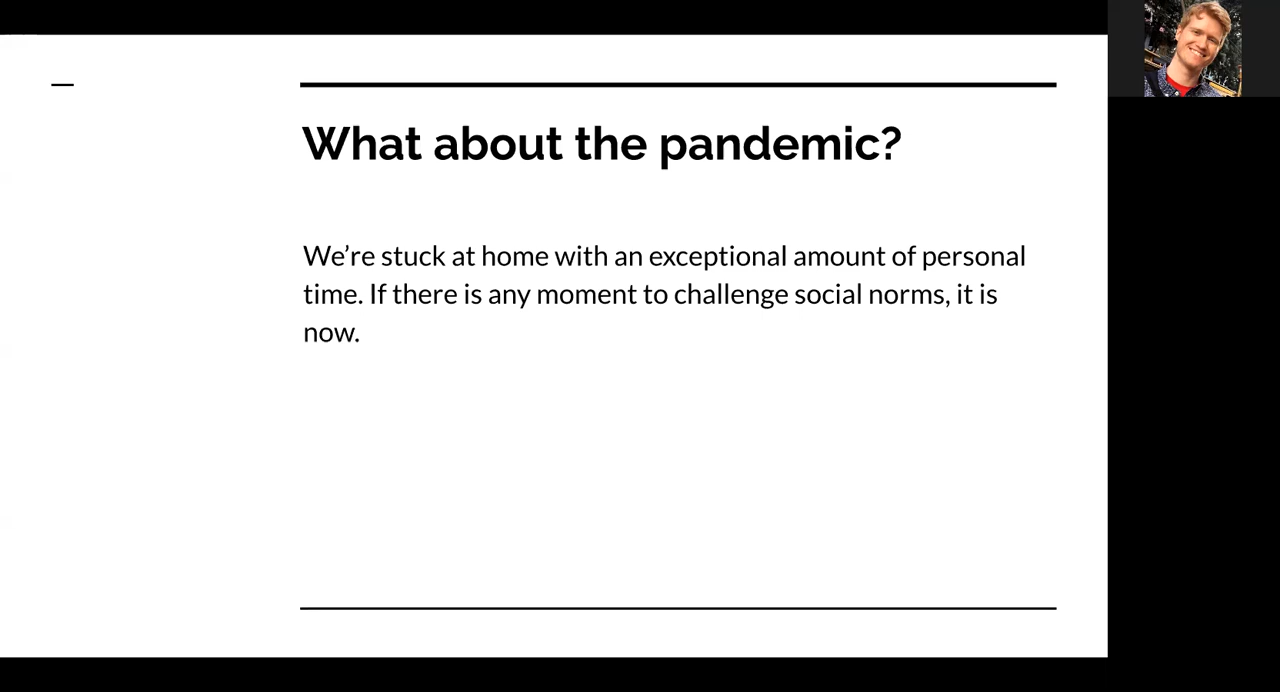 What about the pandemic?
We’re stuck at home with an exceptional amount of personal
time. If there is any moment to challenge social norms, it is
now.